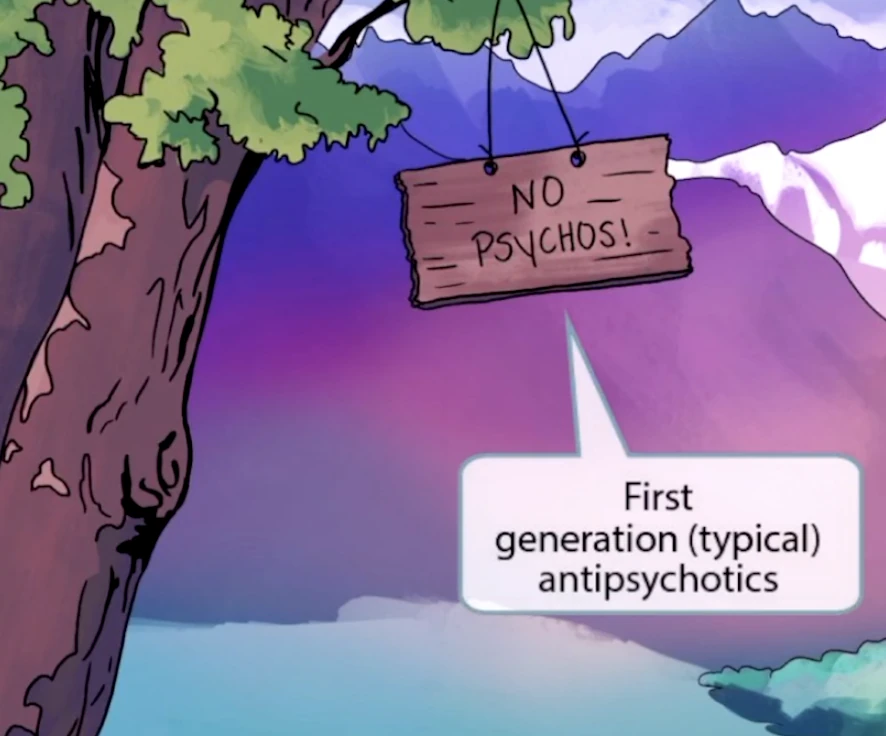 NO
PSYCHOS!
First
generation (typical)
antipsychotics